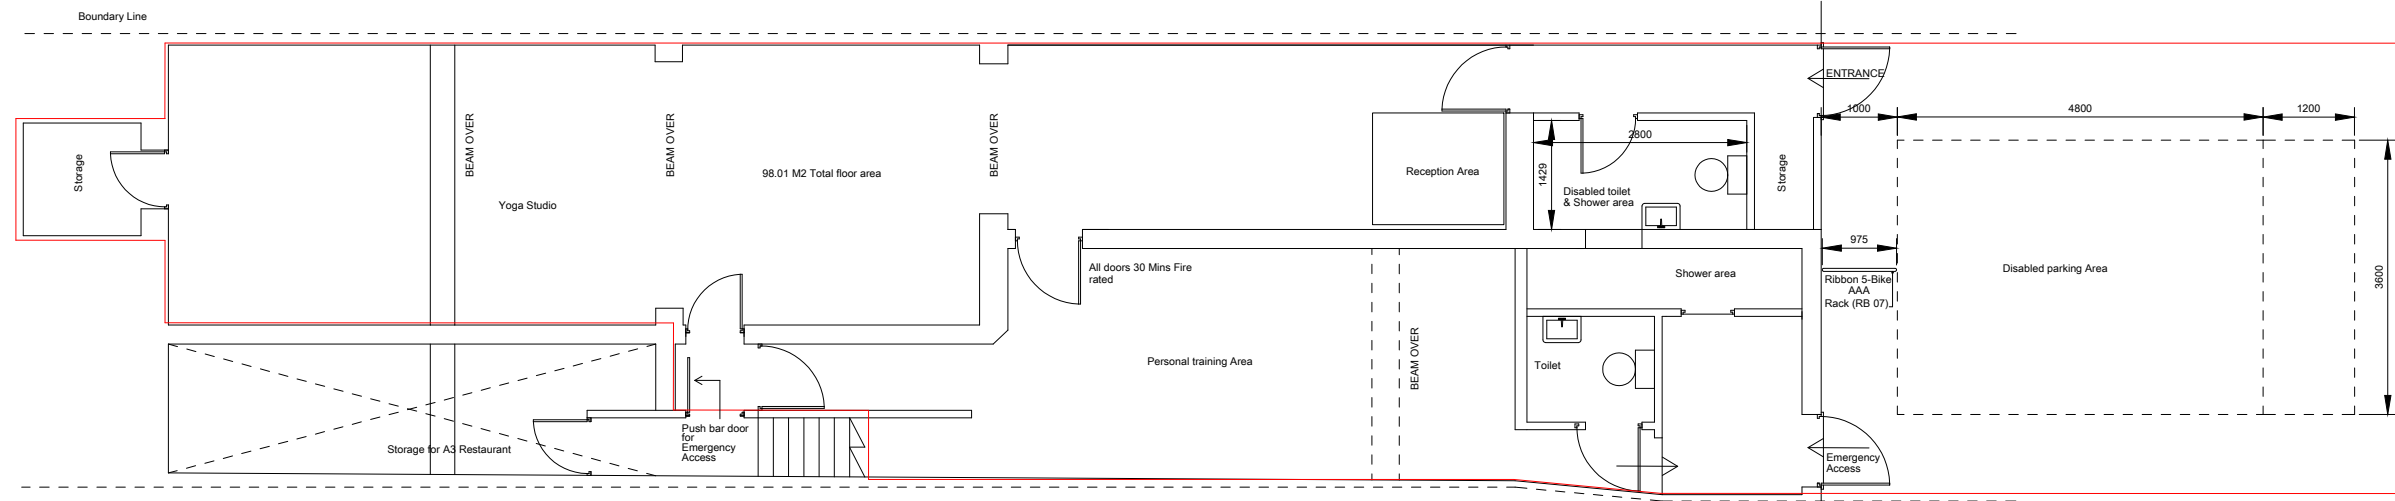 Boundary Line
ENTRANCE
1000
4800
1200
BEAM OVER
BEAM OVER
BEAM OVER
2800
Storage
98.01 M2 Total floor area
Reception Area
1429
Storage
Disabled toilet
& Shower area
Yoga Studio
975
All doors 30 Mins Fire
rated
Shower area
Disabled parking Area
3600
Ribbon 5-Bike
AAA
Rack (RB 07)
BEAM OVER
Personal training Area
Toilet
Push bar door
for
Emergency
Access
Storage for A3 Restaurant
Emergency
Access